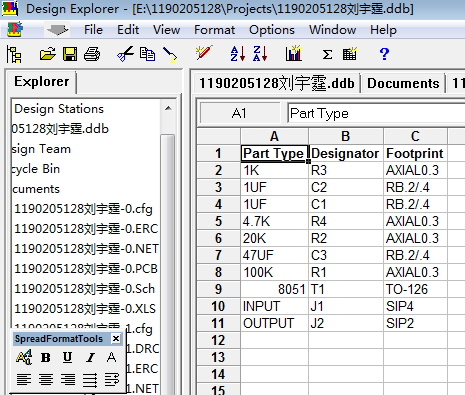 Design Explorer - [E:\1190205128\Projects\1190205128刘宇霆.ddb]
File Edit View Format Options Window Help
Explorer
Design Stations
05128刘宇霆.ddb
sign Team
cycle Bin
cuments
1190205128刘宇霆-0.cfg
1190205128刘宇霆-0.ERC
1190205128刘宇霆-0.NET
1190205128刘宇霆-0.PCB
1190205128刘宇霆-0.Sch
1190205128刘宇霆-0.XLS
1.cfg
SpreadFormatTools
1.DRC
B U I A
1.ERC
1.NET
1190205128刘宇霆.ddb Documents 11
A1 Part Type
A B C
1 Part Type Designator Footprint
2 1K R3 AXIAL0.3
3 1UF C2 RB.2/.4
4 1UF C1 RB.2/.4
5 4.7K R4 AXIAL0.3
6 20K R2 AXIAL0.3
7 47UF C3 RB.2/.4
8 100K R1 AXIAL0.3
9 8051 T1 TO-126
10 INPUT J1 SIP4
11 OUTPUT J2 SIP2
12
13
14
15